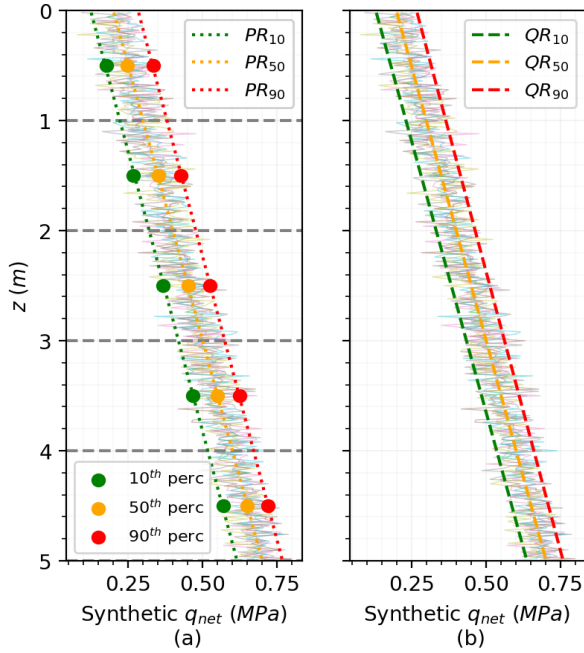 0
1
2
3
4
5
z (m)
PR10
PR50
PR90
10th perc
50th perc
90th perc
0.25 0.50 0.75
Synthetic qnet (MPa)
(a)
QR10
QR50
QR90
0.25 0.50 0.75
Synthetic qnet (MPa)
(b)